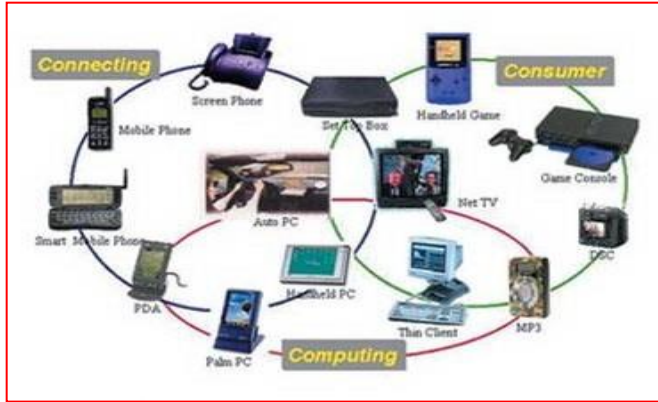 Connecting
Consumer
Screen Phone
Set Top Box
Handheld Game
Mobile Phone
Game Console
Smart Mobile Phone
Auto PC
Net TV
DSC
PDA
Handheld PC
Thin Client
MP3
Palm PC
Computing